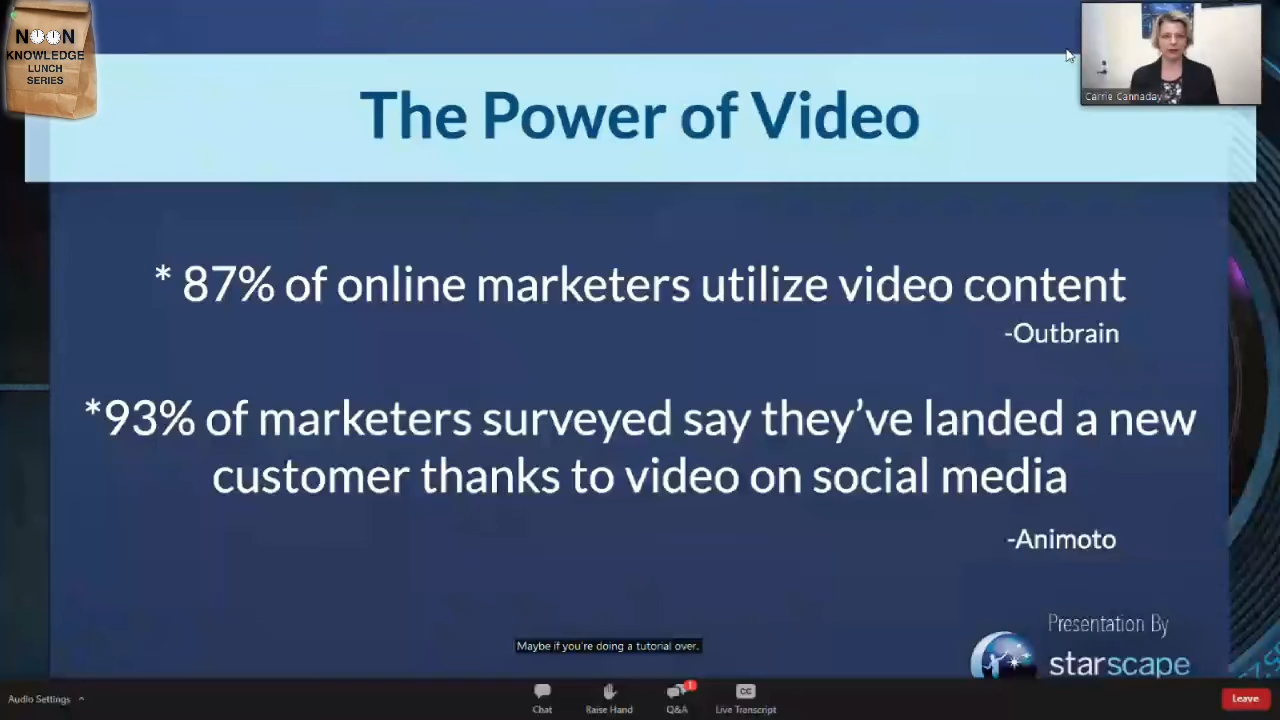 NOON
KNOWLEDGE
LUNCH
SERIES
Carrie Cannaday
The Power of Video
* 87% of online marketers utilize video content
-Outbrain
*93% of marketers surveyed say they've landed a new
customer thanks to video on social media
-Animoto
Presentation By
starscape
Maybe if you're doing a tutorial over.
Audio Settings
Chat
Raise Hand
1
Q&A
CC
Live Transcript
Leave